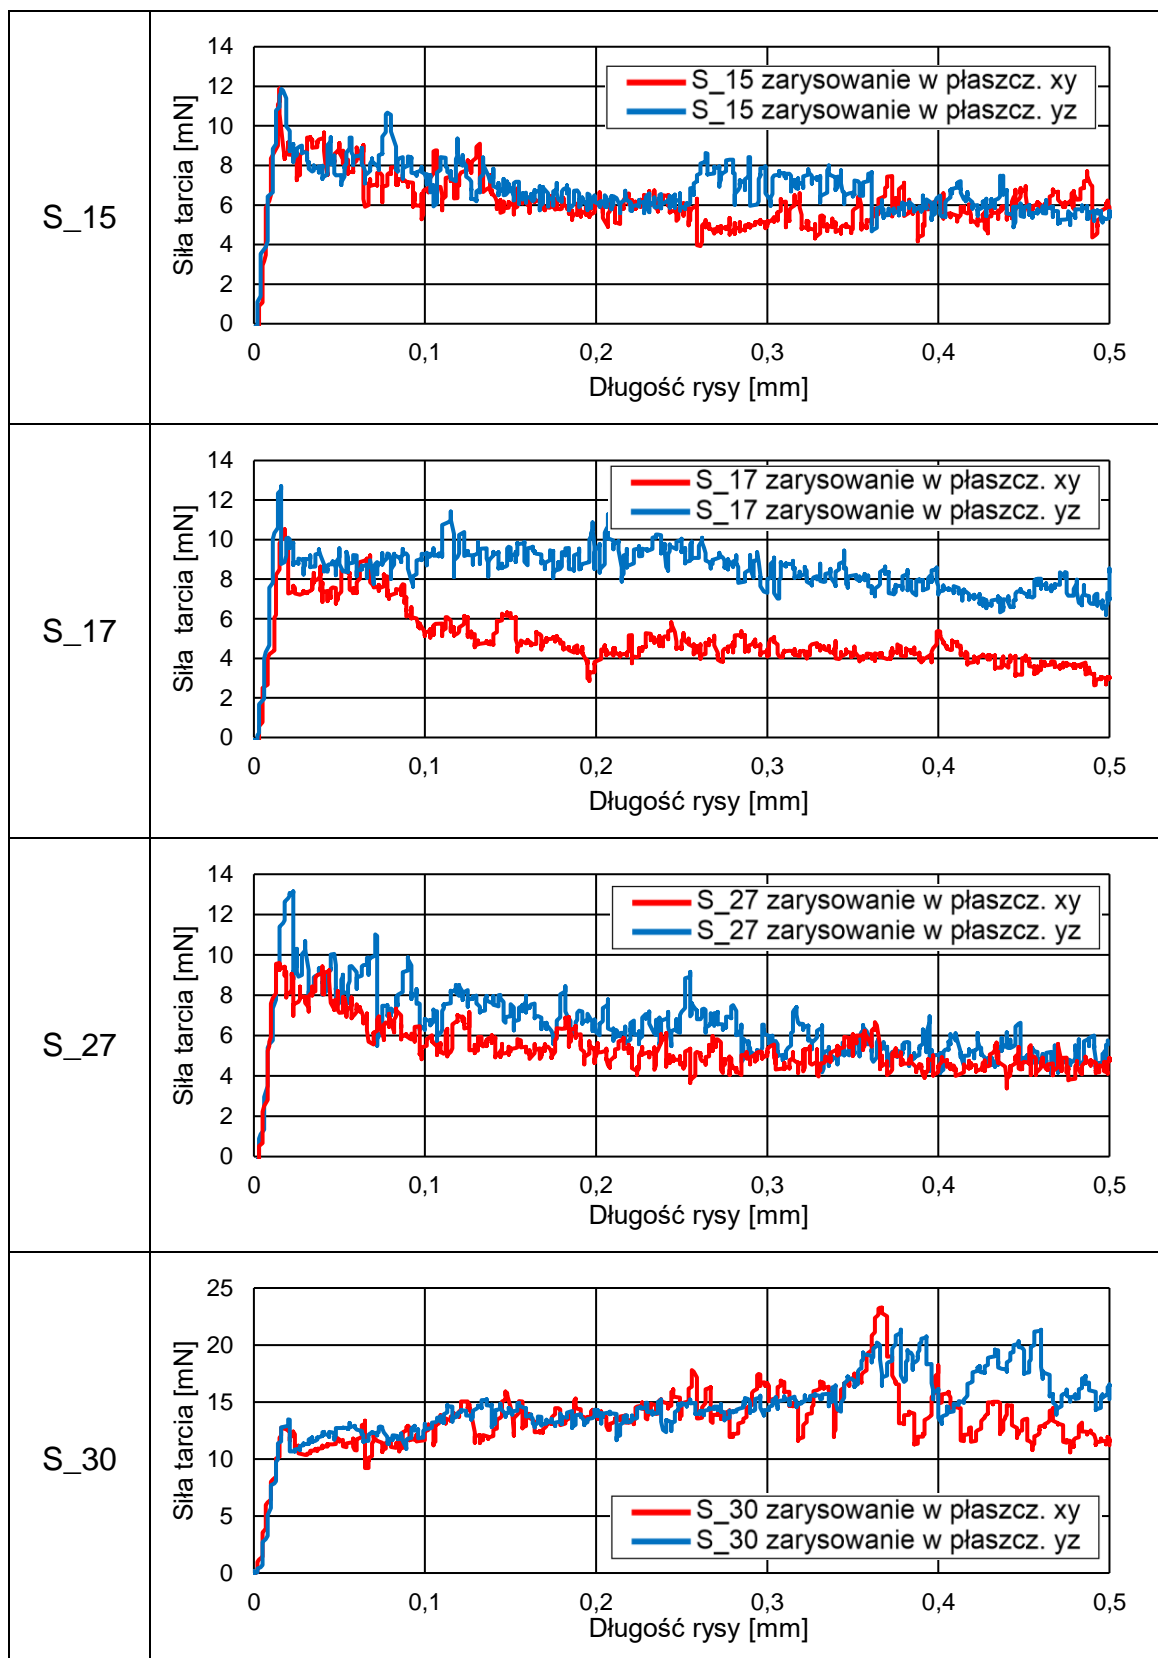 S_15
Siła tarcia [mN]
14
12
10
8
6
4
2
0
S_15 zarysowanie w płaszcz. xy
S_15 zarysowanie w płaszcz. yz
0 0,1 0,2 0,3 0,4 0,5
Długość rysy [mm]
S_17
Siła tarcia [mN]
14
12
10
8
6
4
2
0
S_17 zarysowanie w płaszcz. xy
S_17 zarysowanie w płaszcz. yz
0 0,1 0,2 0,3 0,4 0,5
Długość rysy [mm]
S_27
Siła tarcia [mN]
14
12
10
8
6
4
2
0
S_27 zarysowanie w płaszcz. xy
S_27 zarysowanie w płaszcz. yz
0 0,1 0,2 0,3 0,4 0,5
Długość rysy [mm]
S_30
Siła tarcia [mN]
25
20
15
10
5
0
S_30 zarysowanie w płaszcz. xy
S_30 zarysowanie w płaszcz. yz
0 0,1 0,2 0,3 0,4 0,5
Długość rysy [mm]